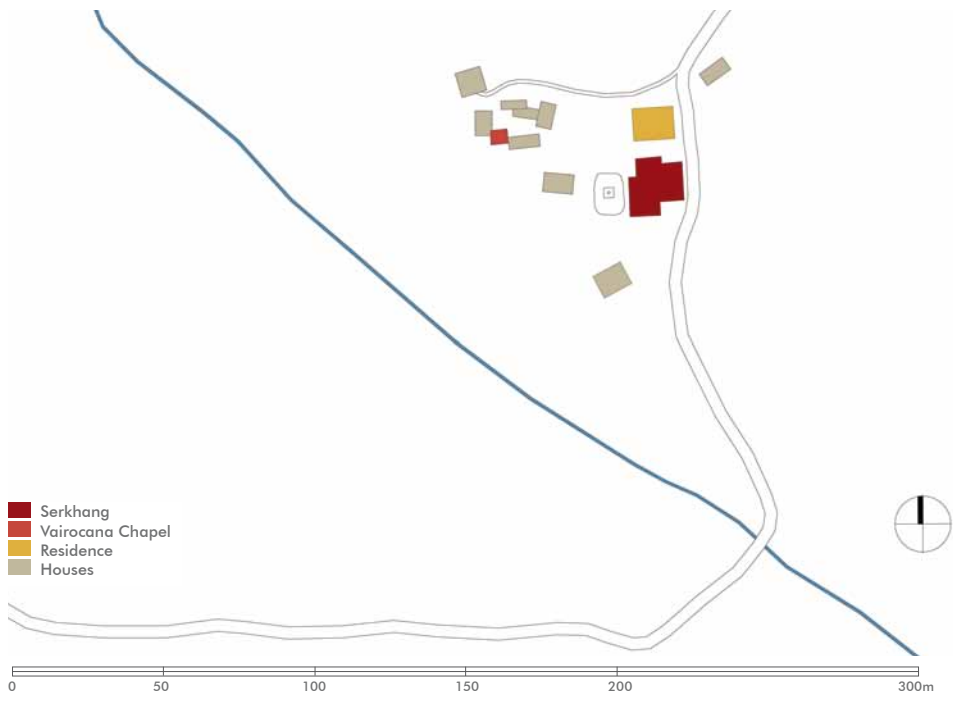 Serkhang
Vairocana Chapel
Residence
Houses
0 50 100 150 200 300m